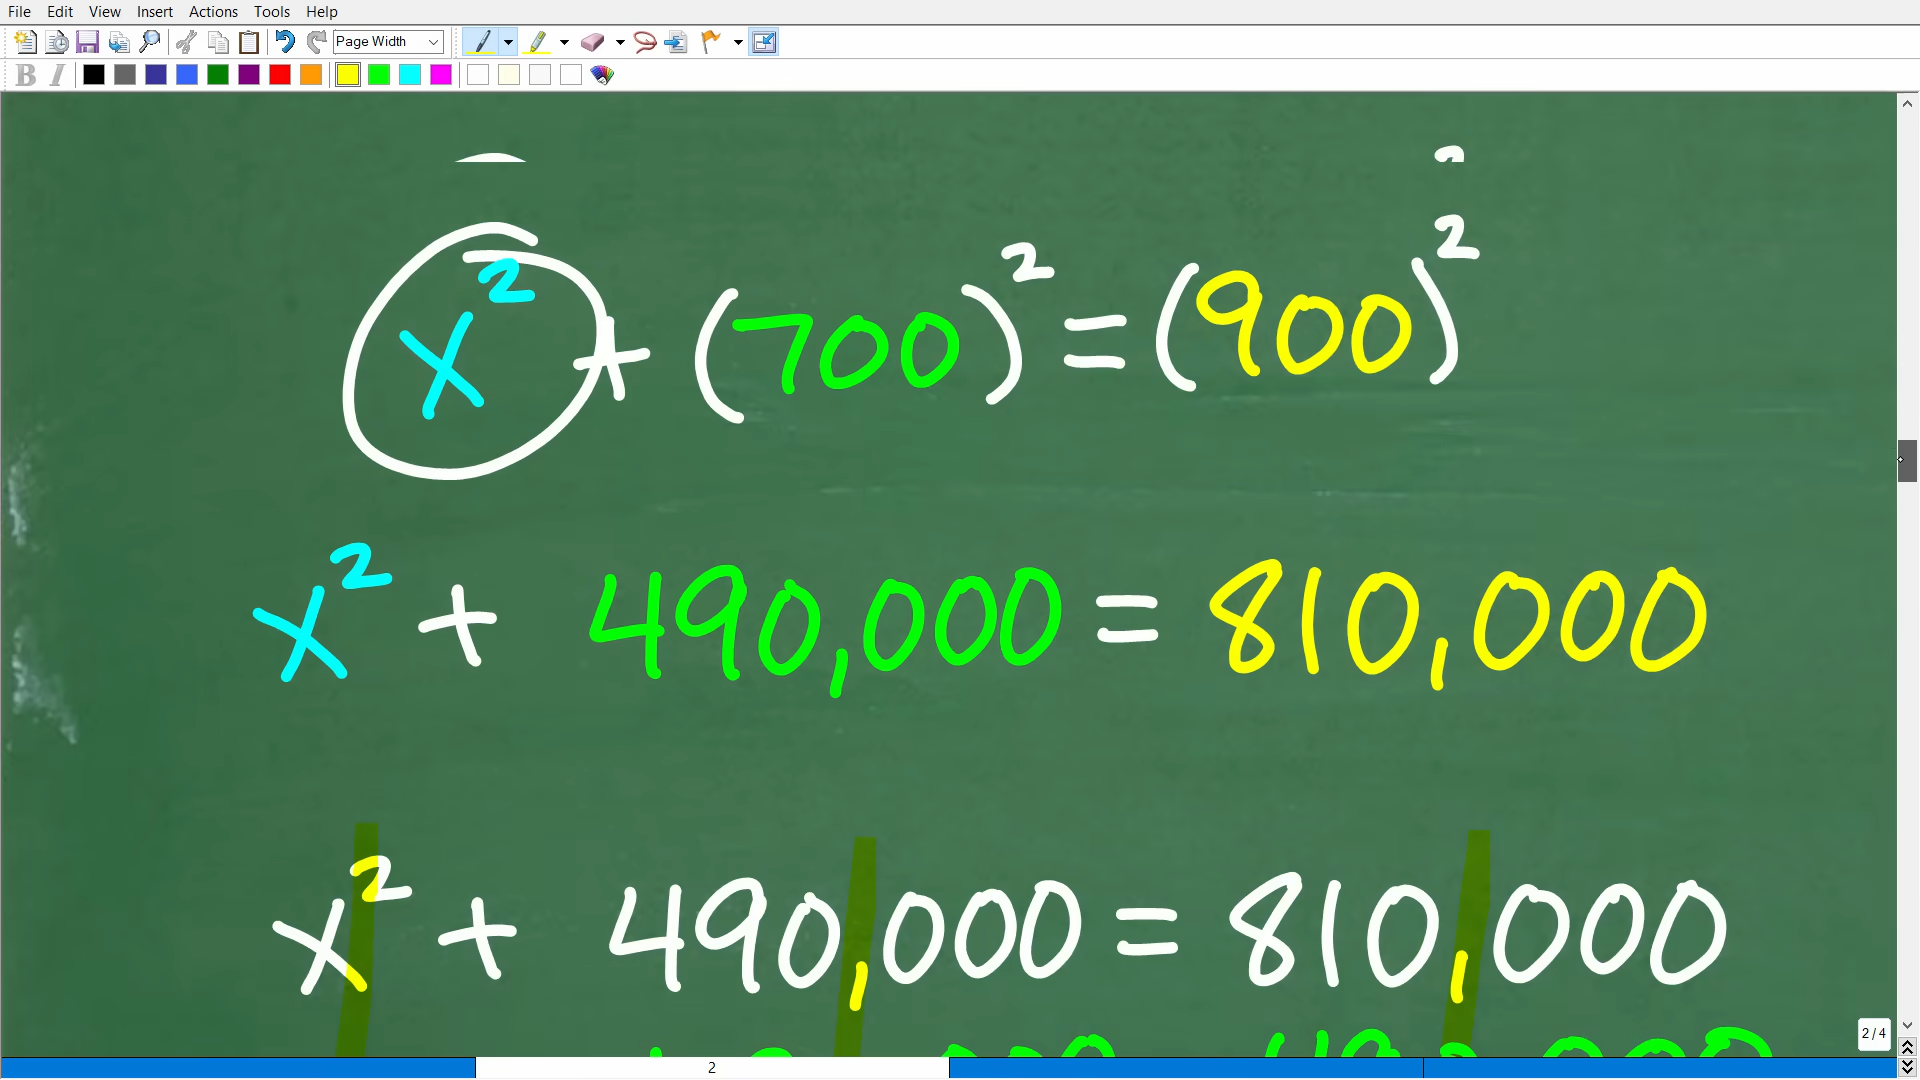 File Edit View Insert Actions Tools Help
Page Width
B I
x² + (700)² = (900)²
x² + 490,000 = 810,000
x² + 490,000 = 810,000
2 / 4
2